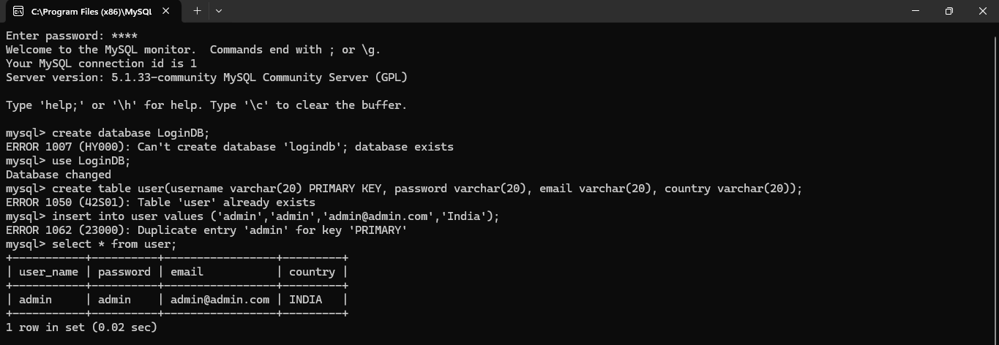 C:\Program Files (x86)\MySQL
Enter password: ****
Welcome to the MySQL monitor.  Commands end with ; or \g.
Your MySQL connection id is 1
Server version: 5.1.33-community MySQL Community Server (GPL)
Type 'help;' or '\h' for help. Type '\c' to clear the buffer.
mysql> create database LoginDB;
ERROR 1007 (HY000): Can't create database 'logindb'; database exists
mysql> use LoginDB;
Database changed
mysql> create table user(username varchar(20) PRIMARY KEY, password varchar(20), email varchar(20), country varchar(20));
ERROR 1050 (42S01): Table 'user' already exists
mysql> insert into user values ('admin','admin','admin@admin.com','India');
ERROR 1062 (23000): Duplicate entry 'admin' for key 'PRIMARY'
mysql> select * from user;
+-----------+----------+-----------------+---------+
| user_name | password | email           | country |
+-----------+----------+-----------------+---------+
| admin     | admin    | admin@admin.com | INDIA   |
+-----------+----------+-----------------+---------+
1 row in set (0.02 sec)